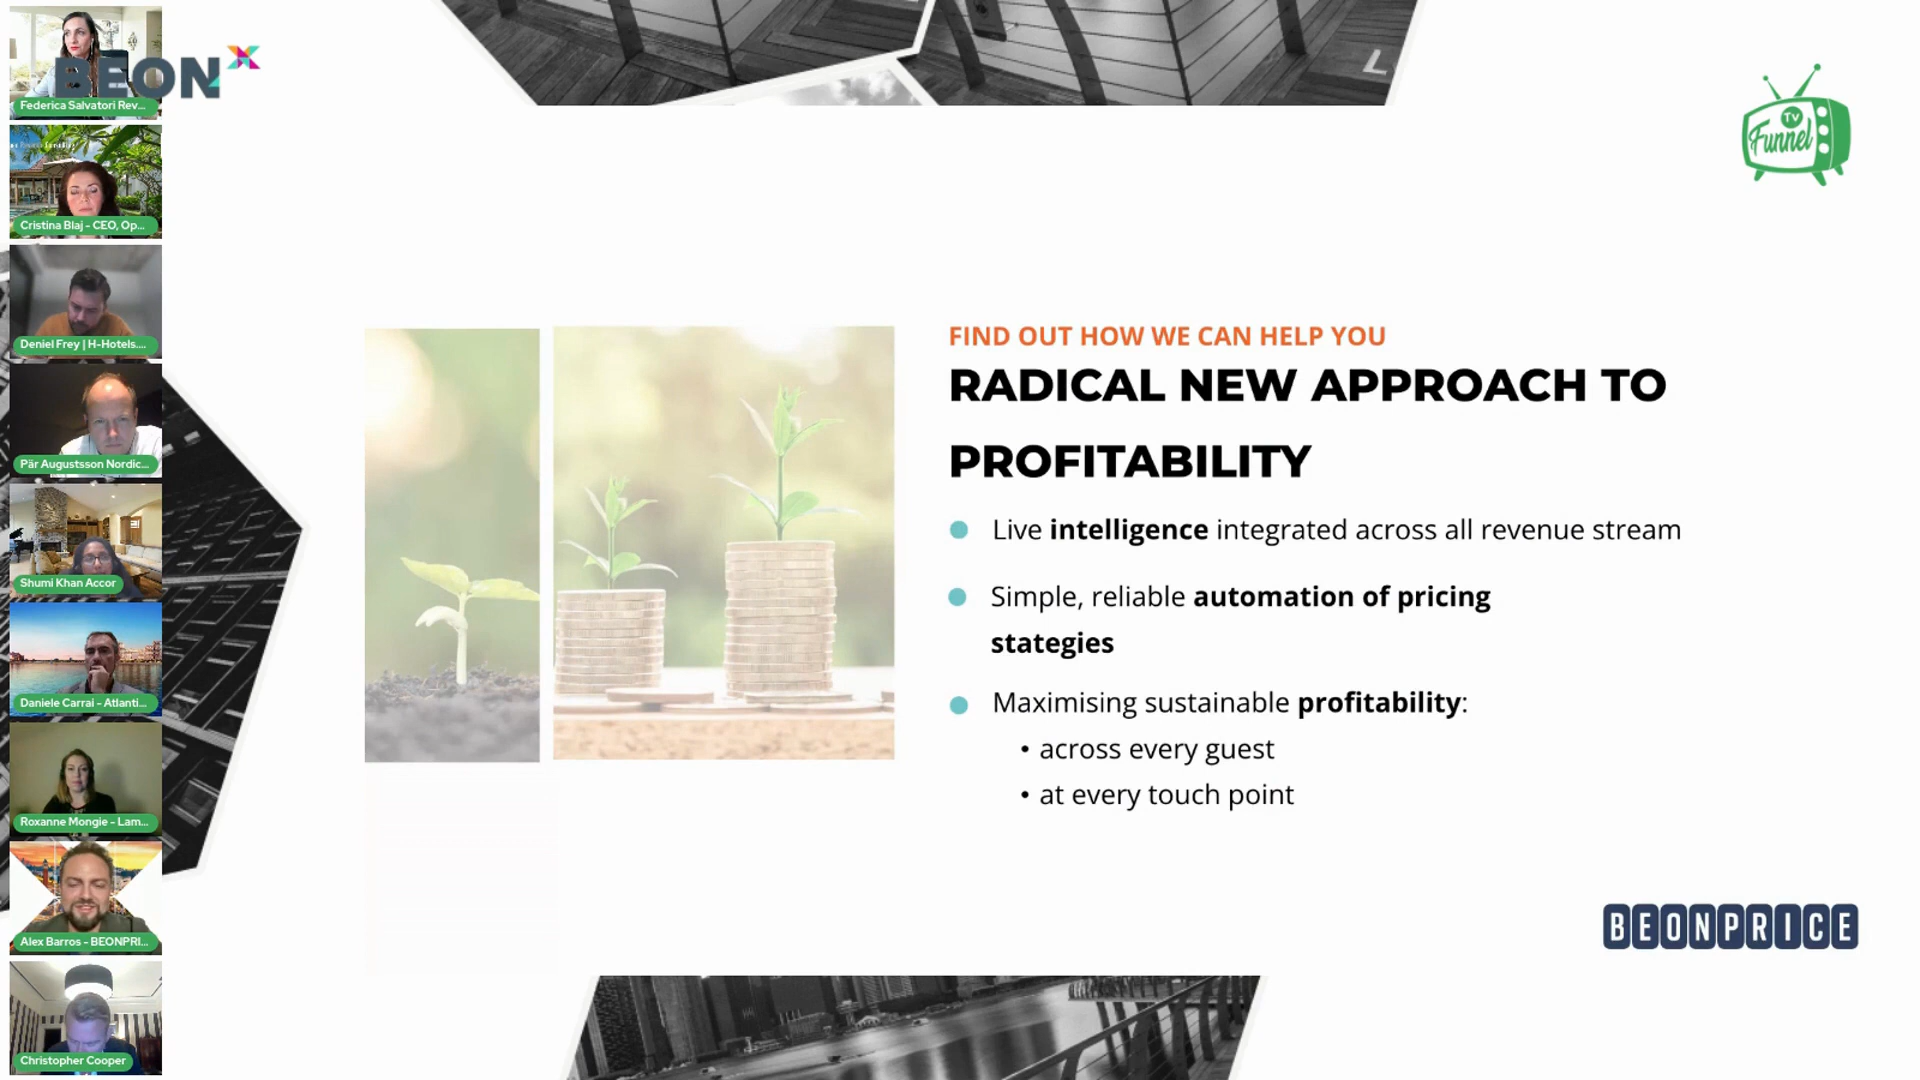 BEON
Federica Salvatori Rev...
Cristina Blaj - CEO, Op...
Deniel Frey | H-Hotels....
Pär Augustsson Nordic...
Shumi Khan Accor
Daniele Carrai - Atlanti...
Roxanne Mongie - Lam...
Alex Barros - BEONPRI...
Christopher Cooper
TV
Funnel
FIND OUT HOW WE CAN HELP YOU
RADICAL NEW APPROACH TO
PROFITABILITY
Live intelligence integrated across all revenue stream
Simple, reliable automation of pricing
stategies
Maximising sustainable profitability:
• across every guest
• at every touch point
BEONPRICE